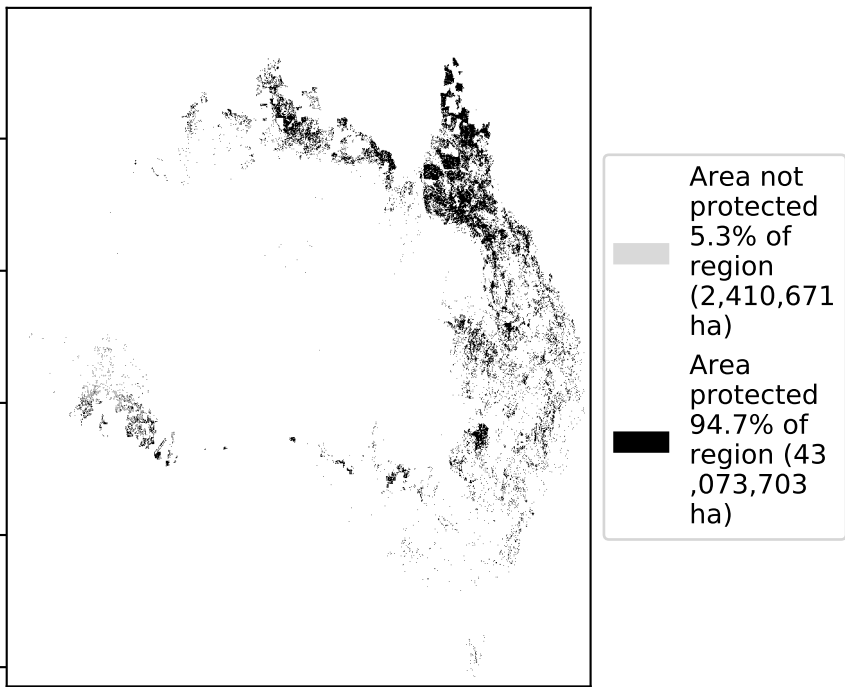 Area not
protected
5.3% of
region
(2,410,671
ha)
Area
protected
94.7% of
region (43
,073,703
ha)